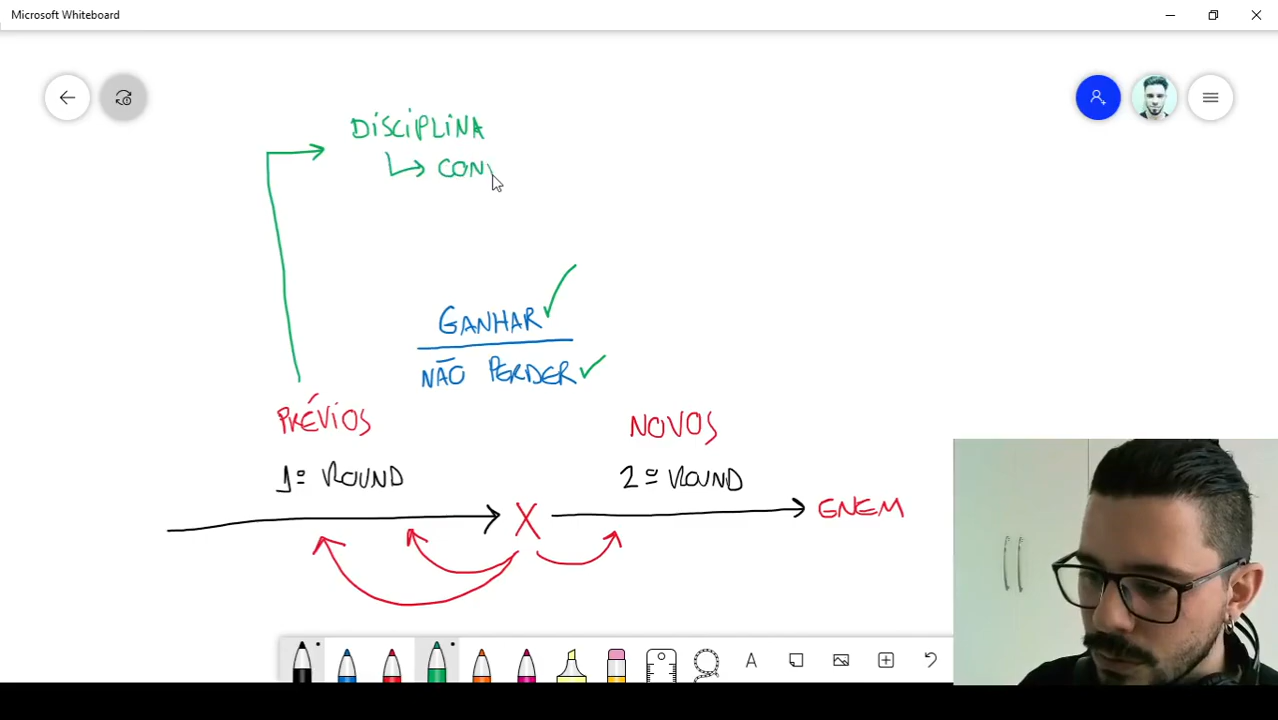 Microsoft Whiteboard
DISCIPLINA
CON
GANHAR
NÃO PERDER
PRÉVIOS
NOVOS
1º ROUND
2º ROUND
X
ENEM
A